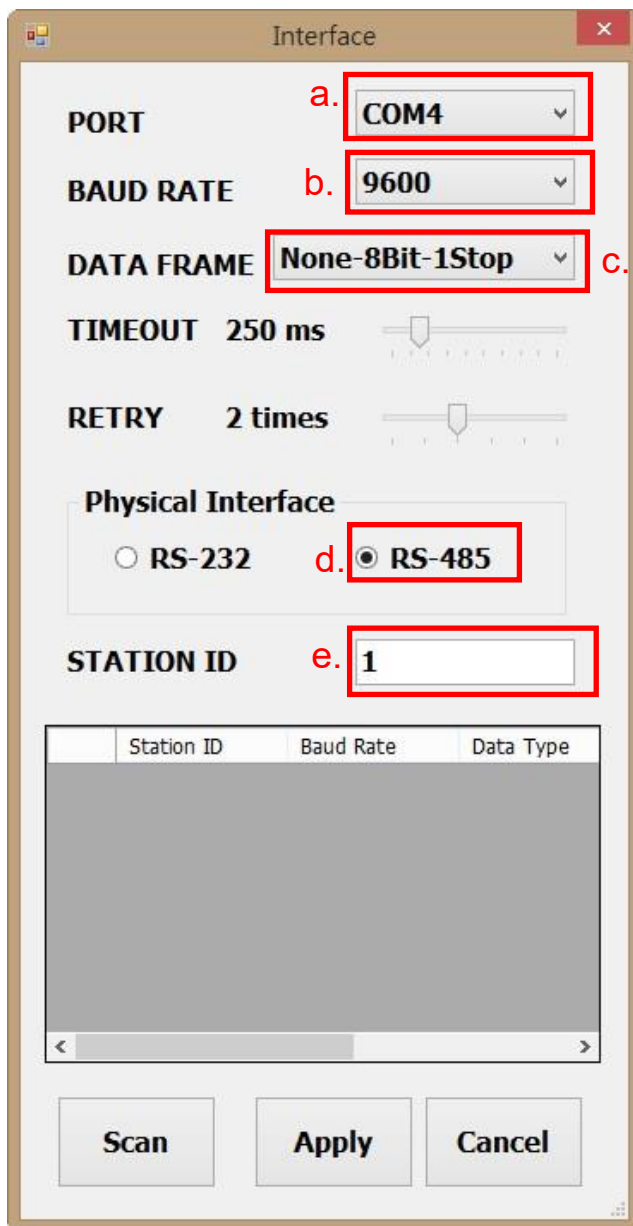 Interface
a.
PORT COM4
BAUD RATE b. 9600
DATA FRAME None-8Bit-1Stop c.
TIMEOUT 250 ms
RETRY 2 times
Physical Interface
RS-232 d. RS-485
STATION ID e. 1
Station ID Baud Rate Data Type
Scan Apply Cancel